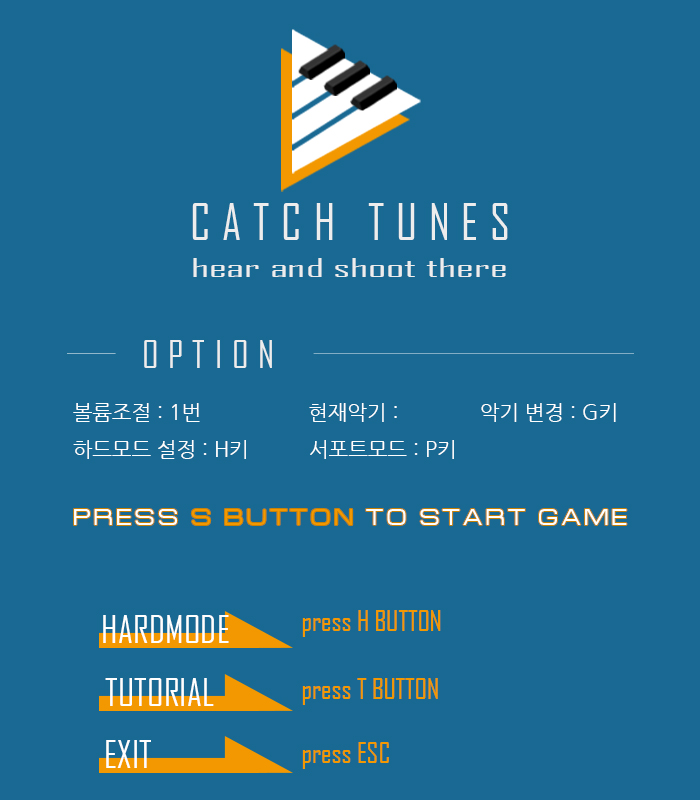 CATCH TUNES
hear and shoot there
OPTION
볼륨조절 : 1번 현재악기 : 악기 변경 : G키
하드모드 설정 : H키 서포트모드 : P키
PRESS S BUTTON TO START GAME
HARDMODE press H BUTTON
TUTORIAL press T BUTTON
EXIT press ESC